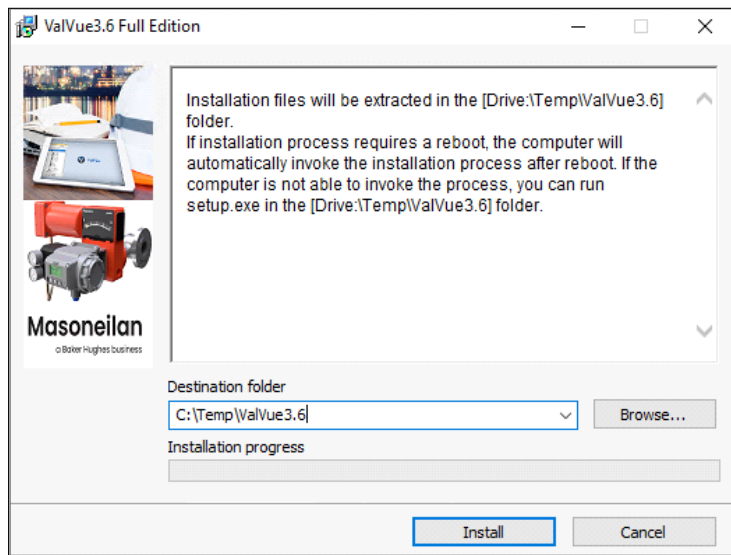 ValVue3.6 Full Edition
Installation files will be extracted in the [Drive:\Temp\ValVue3.6]
folder.
If installation process requires a reboot, the computer will
automatically invoke the installation process after reboot. If the
computer is not able to invoke the process, you can run
setup.exe in the [Drive:\Temp\ValVue3.6] folder.
Masoneilan
a Baker Hughes business
Destination folder
C:\Temp\ValVue3.6
Browse...
Installation progress
Install
Cancel